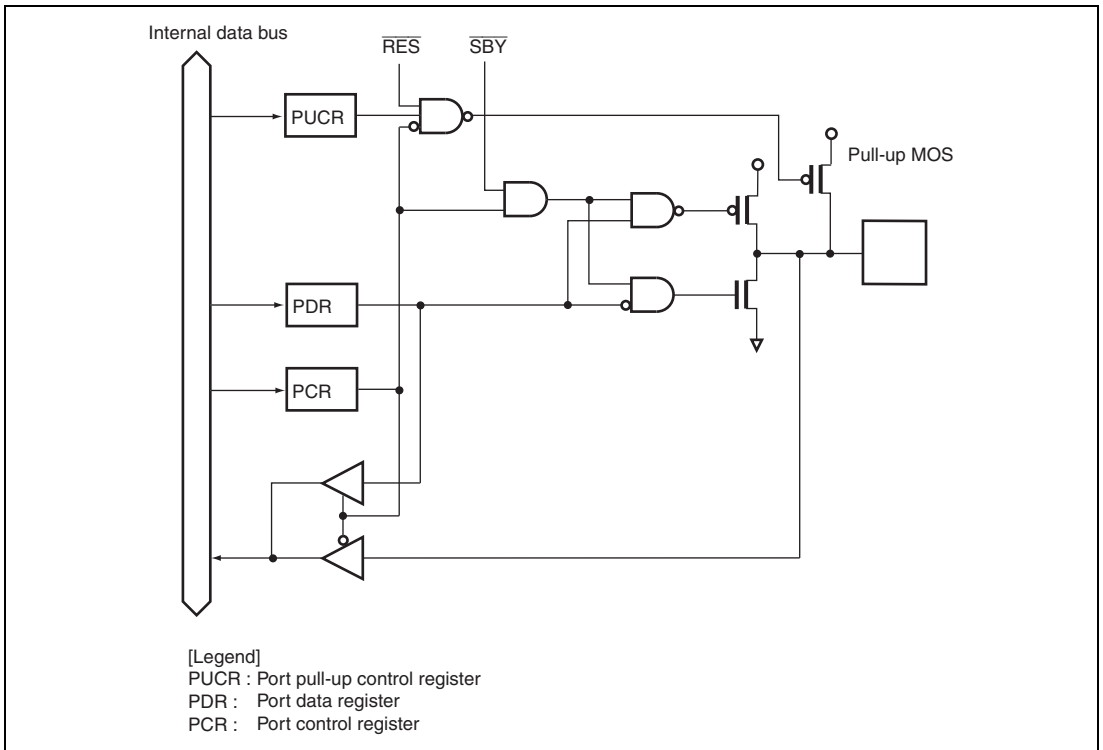 Internal data bus
RES
SBY
PUCR
Pull-up MOS
PDR
PCR
[Legend]
PUCR : Port pull-up control register
PDR : Port data register
PCR : Port control register